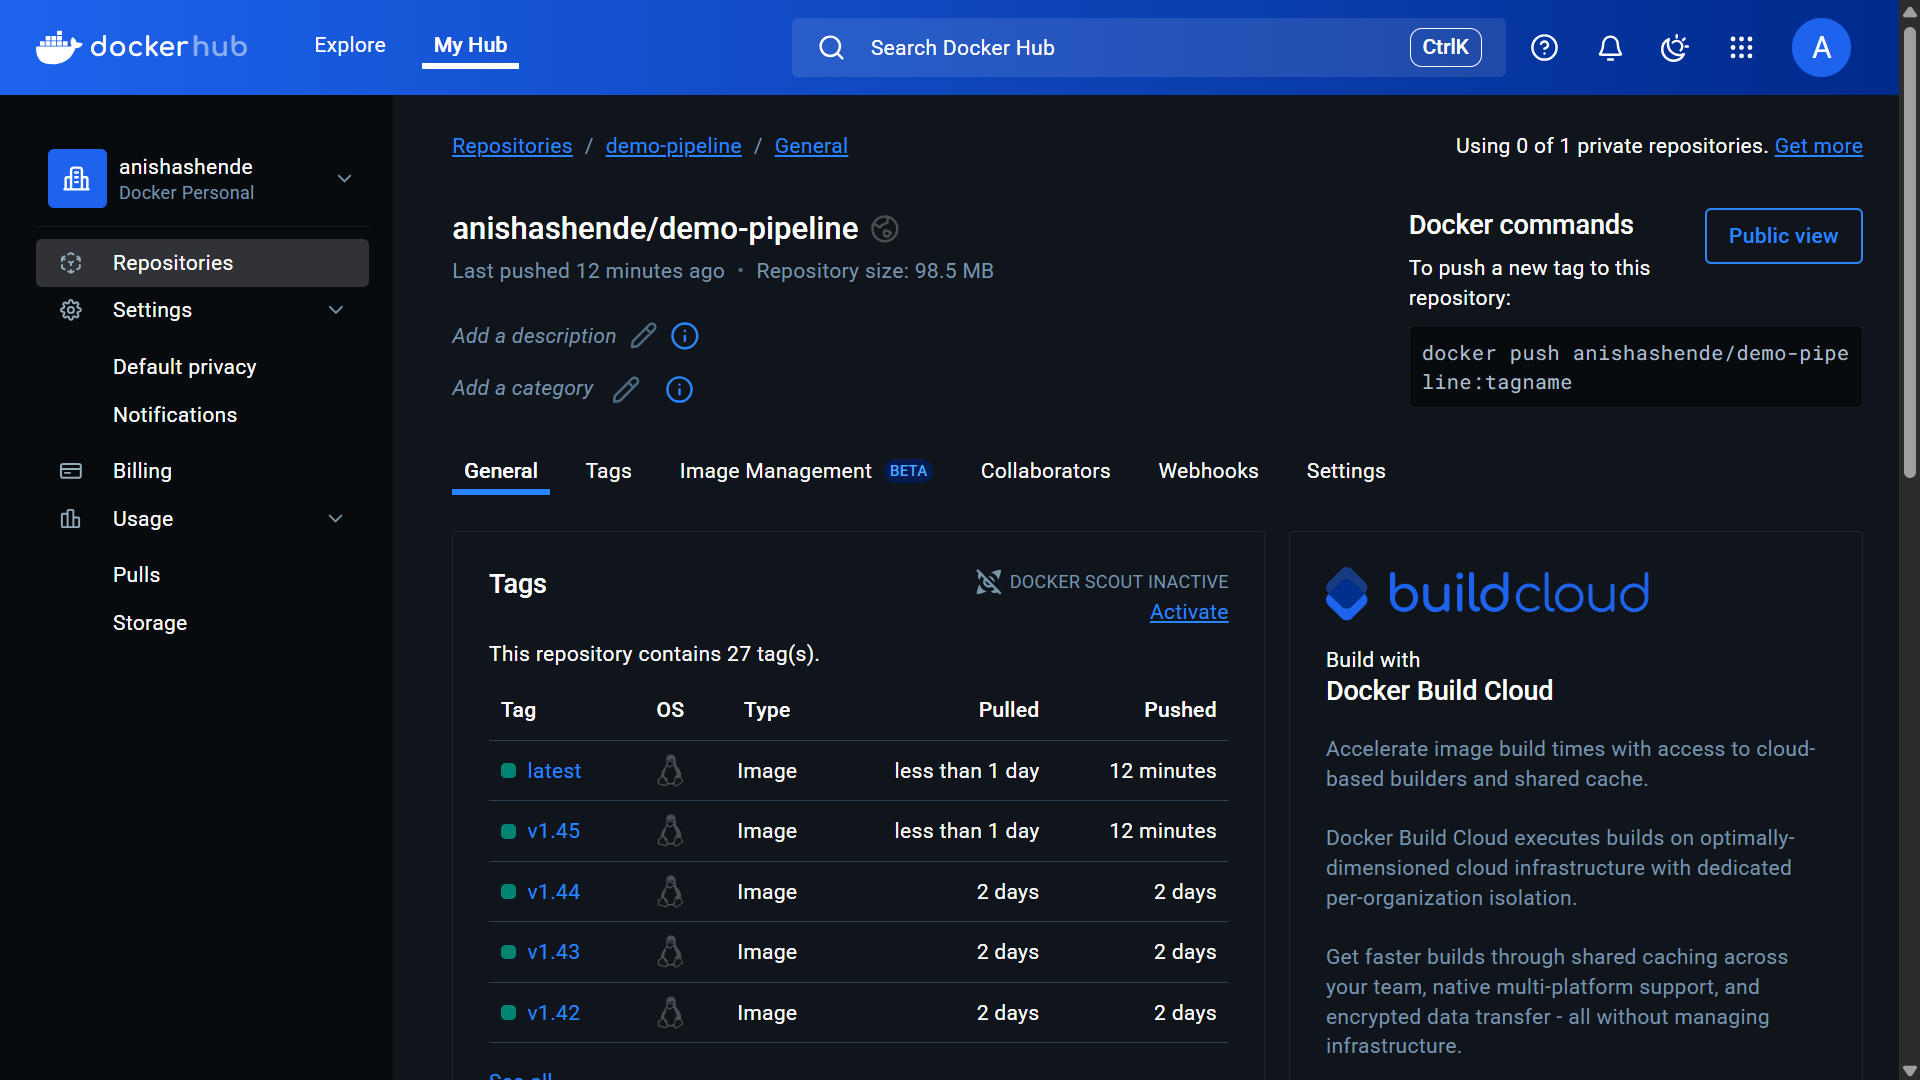 dockerhub
Explore
My Hub
Search Docker Hub
CtrlK
A
anishashende
Docker Personal
Repositories
Settings
Default privacy
Notifications
Billing
Usage
Pulls
Storage
Repositories / demo-pipeline / General
Using 0 of 1 private repositories. Get more
anishashende/demo-pipeline
Last pushed 12 minutes ago • Repository size: 98.5 MB
Add a description
Add a category
Docker commands
Public view
To push a new tag to this
repository:
docker push anishashende/demo-pipe
line:tagname
General Tags Image Management BETA Collaborators Webhooks Settings
Tags
DOCKER SCOUT INACTIVE
Activate
This repository contains 27 tag(s).
Tag OS Type Pulled Pushed
latest Image less than 1 day 12 minutes
v1.45 Image less than 1 day 12 minutes
v1.44 Image 2 days 2 days
v1.43 Image 2 days 2 days
v1.42 Image 2 days 2 days
See all
buildcloud
Build with
Docker Build Cloud
Accelerate image build times with access to cloud-
based builders and shared cache.
Docker Build Cloud executes builds on optimally-
dimensioned cloud infrastructure with dedicated
per-organization isolation.
Get faster builds through shared caching across
your team, native multi-platform support, and
encrypted data transfer - all without managing
infrastructure.